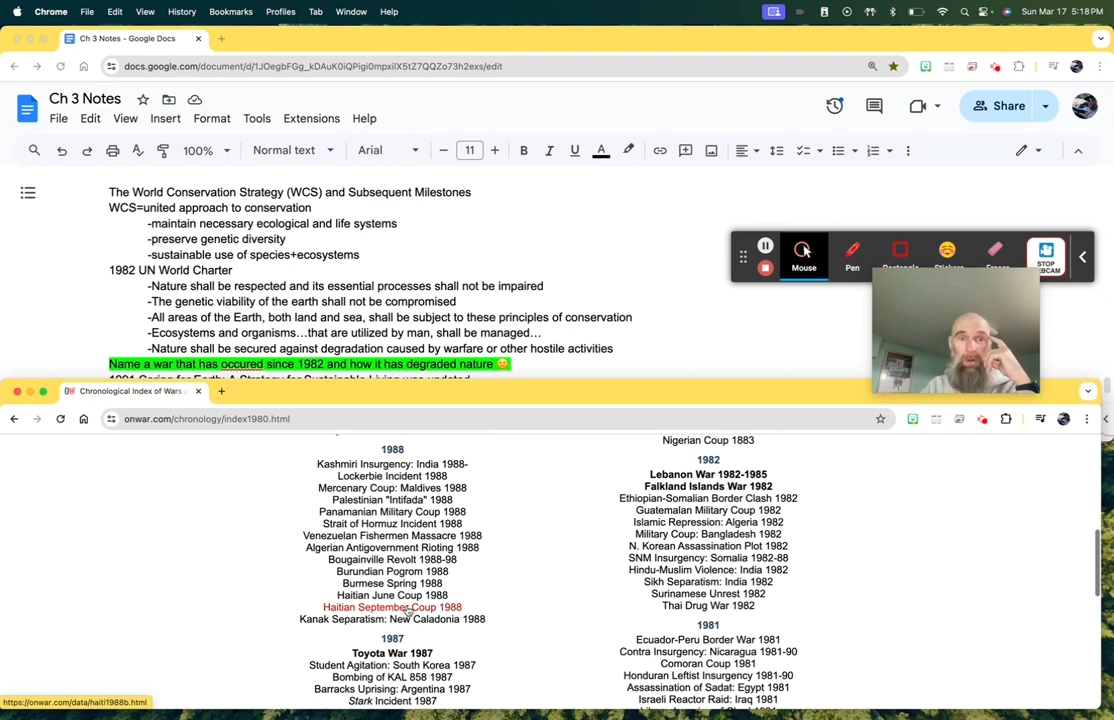 Chrome File Edit View History Bookmarks Profiles Tab Window Help Sun Mar 17 5:18PM
Ch 3 Notes - Google Docs
docs.google.com/document/d/1JOegbFGg_kDAuK0iQPigi0mpxilX5tZ7QQZo73h2exs/edit
Ch 3 Notes
Share
File Edit View Insert Format Tools Extensions Help
100% Normal text Arial 11
The World Conservation Strategy (WCS) and Subsequent Milestones
WCS=united approach to conservation
-maintain necessary ecological and life systems
-preserve genetic diversity
-sustainable use of species+ecosystems
1982 UN World Charter
-Nature shall be respected and its essential processes shall not be impaired
-The genetic viability of the earth shall not be compromised
-All areas of the Earth, both land and sea, shall be subject to these principles of conservation
-Ecosystems and organisms…that are utilized by man, shall be managed…
-Nature shall be secured against degradation caused by warfare or other hostile activities
Name a war that has occured since 1982 and how it has degraded nature
1991 Caring for Earth: A Strategy for Sustainable Living was updated
Mouse Pen Rectangle Stickers Eraser STOP
WEBCAM
Chronological Index of Wars
onwar.com/chronology/index1980.html
1988
Kashmiri Insurgency: India 1988-
Lockerbie Incident 1988
Mercenary Coup: Maldives 1988
Palestinian "Intifada" 1988
Panamanian Military Coup 1988
Strait of Hormuz Incident 1988
Venezuelan Fishermen Massacre 1988
Algerian Antigovernment Rioting 1988
Bougainville Revolt 1988-98
Burundian Pogrom 1988
Burmese Spring 1988
Haitian June Coup 1988
Haitian September Coup 1988
Kanak Separatism: New Caladonia 1988
1987
Toyota War 1987
Student Agitation: South Korea 1987
Bombing of KAL 858 1987
Barracks Uprising: Argentina 1987
Stark Incident 1987
Nigerian Coup 1883
1982
Lebanon War 1982-1985
Falkland Islands War 1982
Ethiopian-Somalian Border Clash 1982
Guatemalan Military Coup 1982
Islamic Repression: Algeria 1982
Military Coup: Bangladesh 1982
N. Korean Assassination Plot 1982
SNM Insurgency: Somalia 1982-88
Hindu-Muslim Violence: India 1982
Sikh Separatism: India 1982
Surinamese Unrest 1982
Thai Drug War 1982
1981
Ecuador-Peru Border War 1981
Contra Insurgency: Nicaragua 1981-90
Comoran Coup 1981
Honduran Leftist Insurgency 1981-90
Assassination of Sadat: Egypt 1981
Israeli Reactor Raid: Iraq 1981
https://onwar.com/data/haiti1988b.html